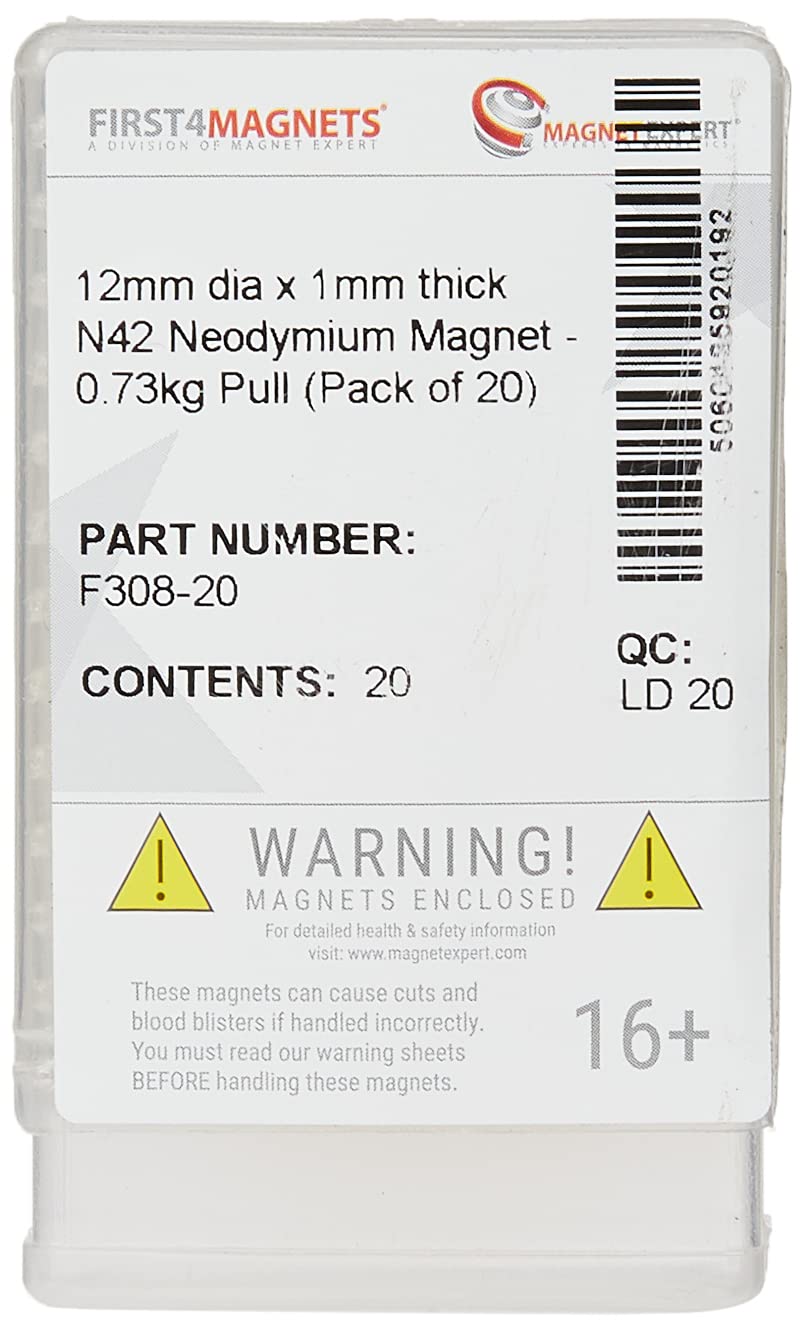 FIRST4MAGNETS®
A DIVISION OF MAGNET EXPERT
MAGNETEXPERT®
12mm dia x 1mm thick
N42 Neodymium Magnet -
0.73kg Pull (Pack of 20)
PART NUMBER:
F308-20
CONTENTS: 20
QC:
LD 20
WARNING!
MAGNETS ENCLOSED
For detailed health & safety information
visit: www.magnetexpert.com
These magnets can cause cuts and
blood blisters if handled incorrectly.
You must read our warning sheets
BEFORE handling these magnets.
16+